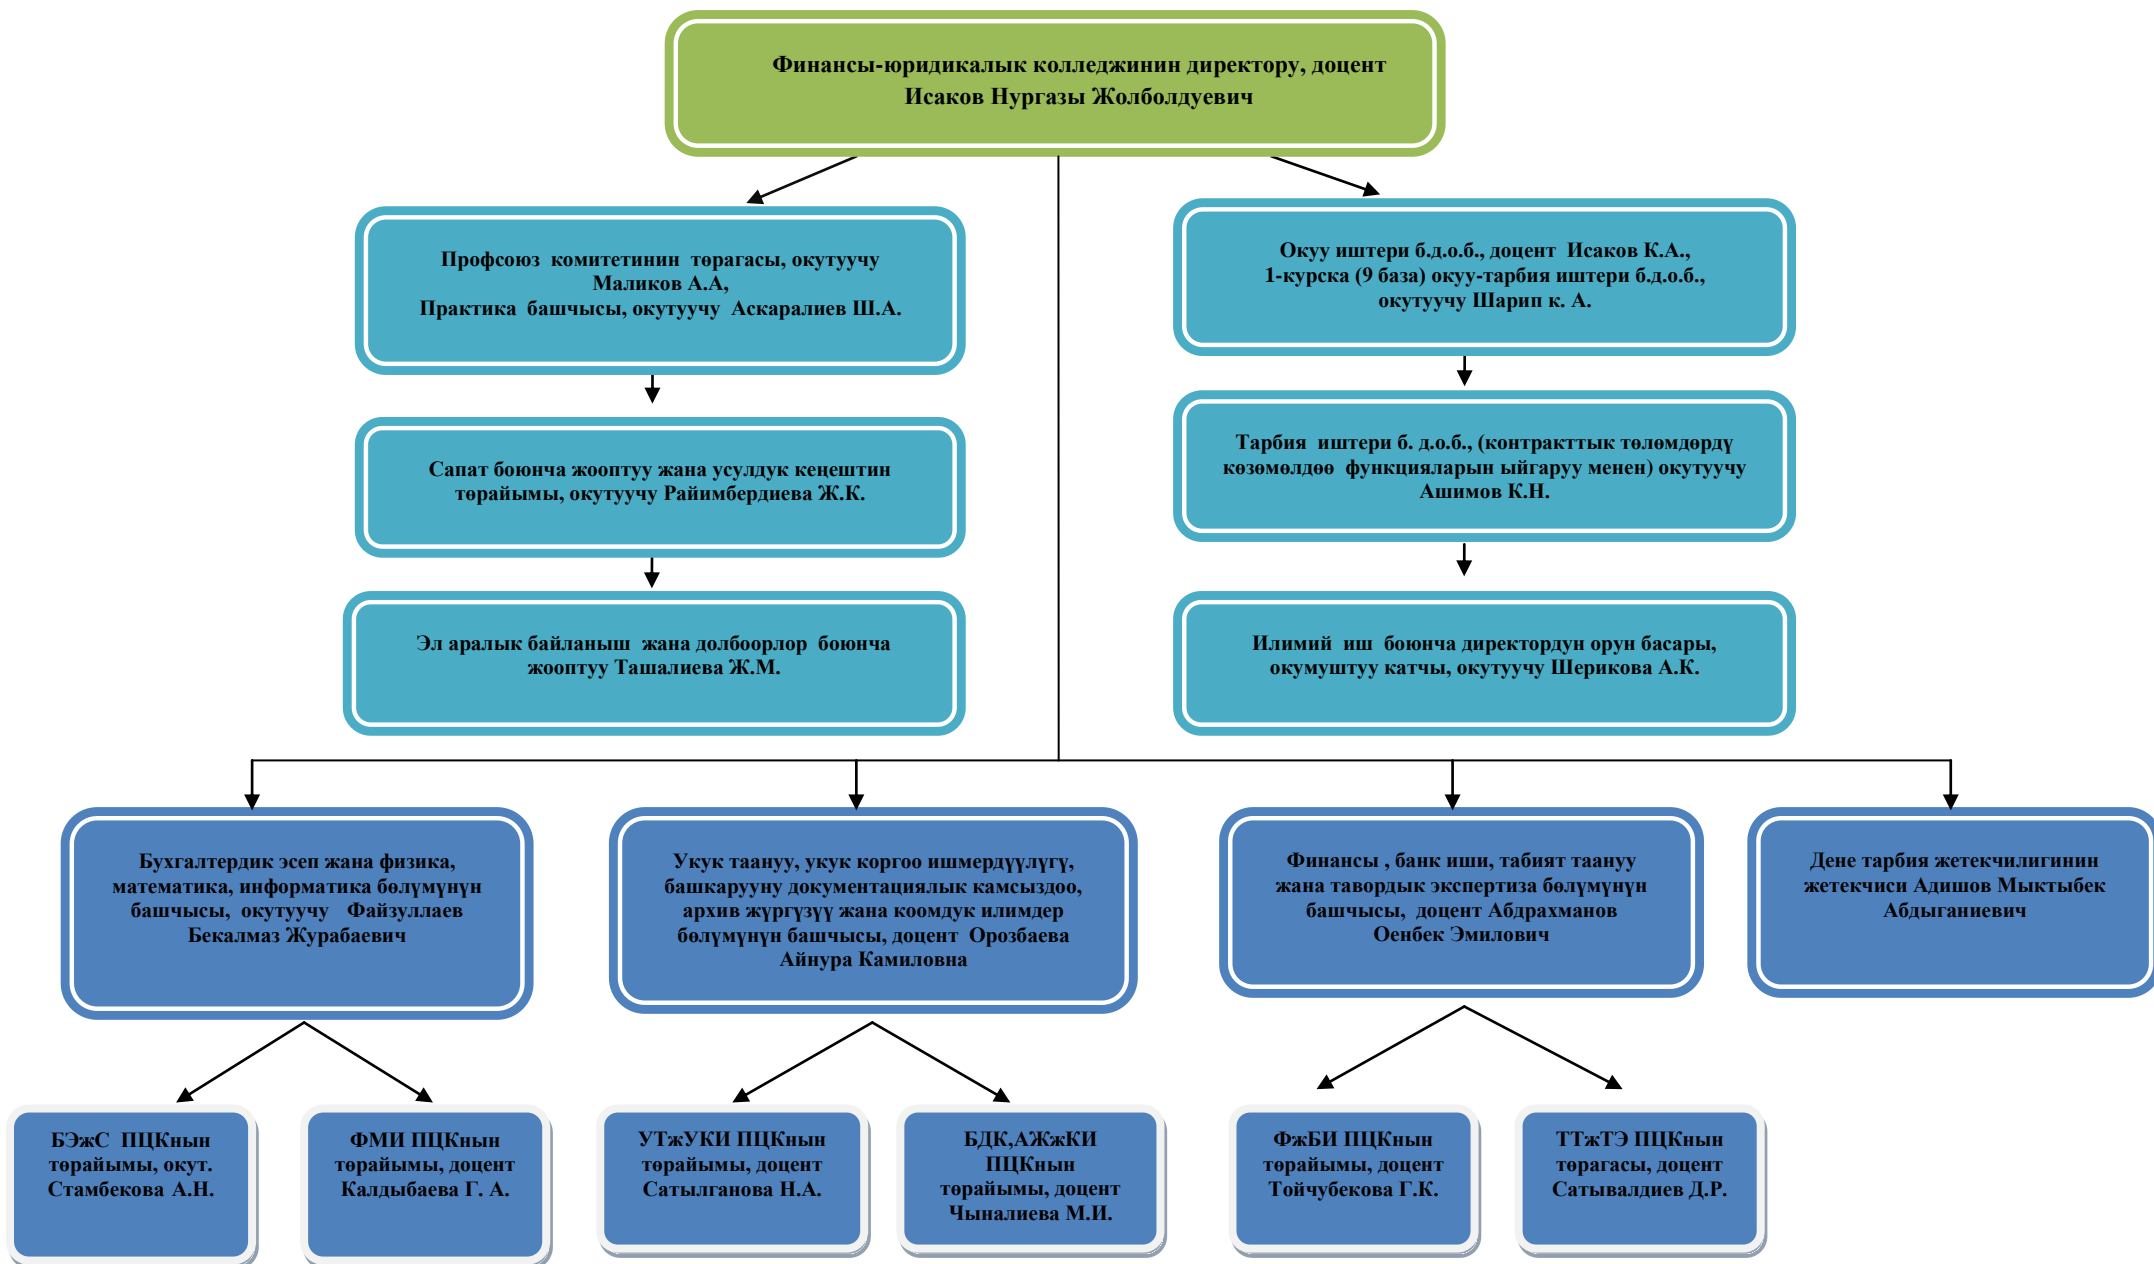 Финансы-юридикалык колледжинин директору, доцент
Исаков Нургазы Жолболдуевич
Профсоюз комитетинин төрагасы, окутуучу
Маликов А.А,
Практика башчысы, окутуучу Аскаралиев Ш.А.
Окуу иштери б.д.о.б., доцент Исаков К.А.,
1-курска (9 база) окуу-тарбия иштери б.д.о.б.,
окутуучу Шарип к. А.
Сапат боюнча жооптуу жана усулдук кеңештин
төрайымы, окутуучу Райимбердиева Ж.К.
Тарбия иштери б. д.о.б., (контракттык төлөмдөрдү
көзөмөлдөө функцияларын ыйгаруу менен) окутуучу
Ашимов К.Н.
Эл аралык байланыш жана долбоорлор боюнча
жооптуу Ташалиева Ж.М.
Илимий иш боюнча директордун орун басары,
окумуштуу катчы, окутуучу Шерикова А.К.
Бухгалтердик эсеп жана физика,
математика, информатика бөлүмүнүн
башчысы, окутуучу Файзуллаев
Бекалмаз Журабаевич
Укук таануу, укук коргоо ишмердүүлүгү,
башкарууну документациялык камсыздоо,
архив жүргүзүү жана коомдук илимдер
бөлүмүнүн башчысы, доцент Орозбаева
Айнура Камиловна
Финансы , банк иши, табият таануу
жана тавордык экспертиза бөлүмүнүн
башчысы, доцент Абдрахманов
Оенбек Эмилович
Дене тарбия жетекчилигинин
жетекчиси Адишов Мыктыбек
Абдыганиевич
БЭжС ПЦКнын
төрайымы, окут.
Стамбекова А.Н.
ФМИ ПЦКнын
төрайымы, доцент
Калдыбаева Г. А.
УТжУКИ ПЦКнын
төрайымы, доцент
Сатылганова Н.А.
БДК,АЖжКИ
ПЦКнын
төрайымы, доцент
Чыналиева М.И.
ФжБИ ПЦКнын
төрайымы, доцент
Тойчубекова Г.К.
ТТжТЭ ПЦКнын
төрагасы, доцент
Сатывалдиев Д.Р.